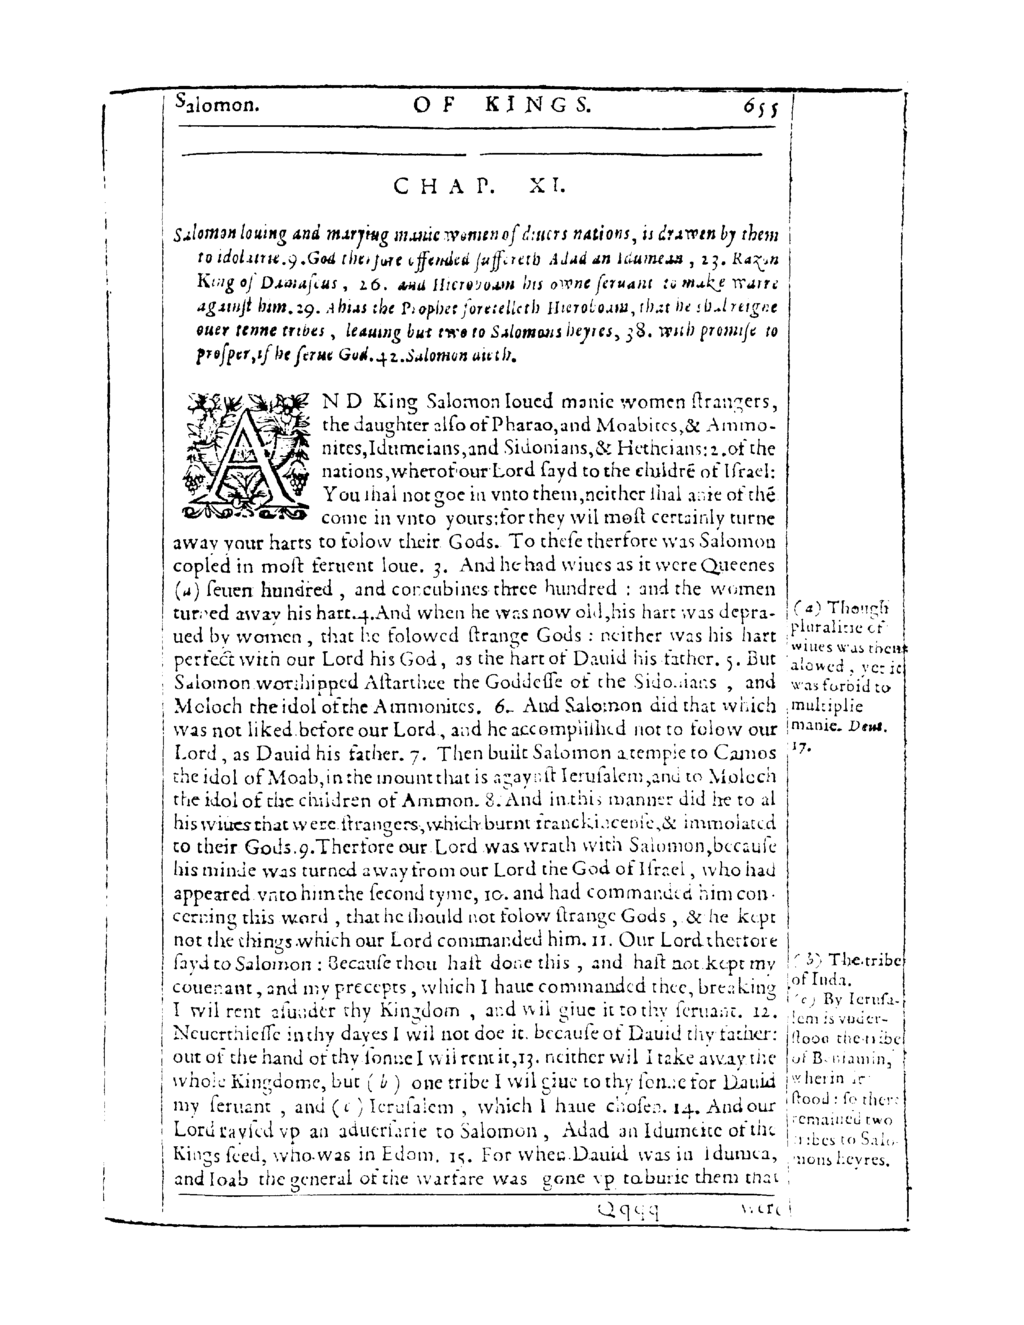 Salomon. OF KINGS. 655
CHAP. XI.
Salomon louing and marying manie women of diuers nations, is drawen by them
to idolatrie. 9. God therfore offended suffereth Adad an Idumean, 23. Razon
King of Damascus, 26. and Hieroboam his owne seruant to make warre
against him. 29. Ahias the Prophet foretelleth Hieroboam, that he shal reigne
ouer tenne tribes, leauing but two to Salomons heyres, 38. with promise to
prosper, if he serue God. 42. Salomon dieth.
AND King Salomon loued manie women ſtrangers,
the daughter alſo of Pharao, and Moabites, & Ammo-
nites, Idumeians, and Sidonians, & Hetheians: 2. of the
nations, wherof our Lord ſayd to the childrē of Iſrael:
You ſhal not goe in vnto them, neither ſhal anie of thē
come in vnto yours: for they wil moſt certainly turne
away your harts to folow their Gods. To theſe therfore was Salomon
copled in moſt feruent loue. 3. And he had wiues as it were Queenes
(a) ſeuen hundred, and concubines three hundred: and the women
turned away his hart. 4. And when he was now old, his hart was depra-
ued by women, that he folowed ſtrange Gods: neither was his hart
perfect with our Lord his God, as the hart of Dauid his father. 5. But
Salomon worſhipped Aſtarthee the Goddeſſe of the Sidonians, and
Moloch the idol of the Ammonites. 6. And Salomon did that which
was not liked before our Lord, and he accompliſhed not to folow our
Lord, as Dauid his father. 7. Then built Salomon a temple to Camos
the idol of Moab, in the mount that is agaynſt Ieruſalem, and to Moloch
the idol of the children of Ammon. 8. And in this manner did he to al
his wiues that were ſtrangers, which burnt franckincenſe, & immolated
to their Gods. 9. Therfore our Lord was wrath with Salomon, becauſe
his minde was turned away from our Lord the God of Iſrael, who had
appeared vnto him the ſecond tyme, 10. and had commanded him con-
cerning this word, that he ſhould not folow ſtrange Gods, & he kept
not the things which our Lord commanded him. 11. Our Lord therfore
ſayd to Salomon: Becauſe thou haſt done this, and haſt not kept my
couenant, and my precepts, which I haue commanded thee, breaking
I wil rent aſunder thy Kingdom, and wil giue it to thy ſeruant. 12.
Neuertheleſſe in thy dayes I wil not doe it, becauſe of Dauid thy father:
out of the hand of thy ſonne I wil rent it, 13. neither wil I take away the
whole Kingdome, but (b) one tribe I wil giue to thy ſonne for Dauid
my ſeruant, and (c) Ieruſalem, which I haue choſen. 14. And our
Lord rayſed vp an aduerſarie to Salomon, Adad an Idumeite of the
Kings ſeed, who was in Edom. 15. For when Dauid was in Idumea,
and Ioab the general of the warfare was gone vp to burie them that
Qqqq were
(a) Though
pluralitie of
wiues was then
alowed, yet it
was forbid to
multiplie
manie. Deut.
17.
(b) The tribe
of Iuda.
(c) By Ieruſa-
lem is vnder-
ſtood the tribe
of Beniamin,
wherin it
ſtood: ſo there
remained two
tribes to Salo-
mons heyres.